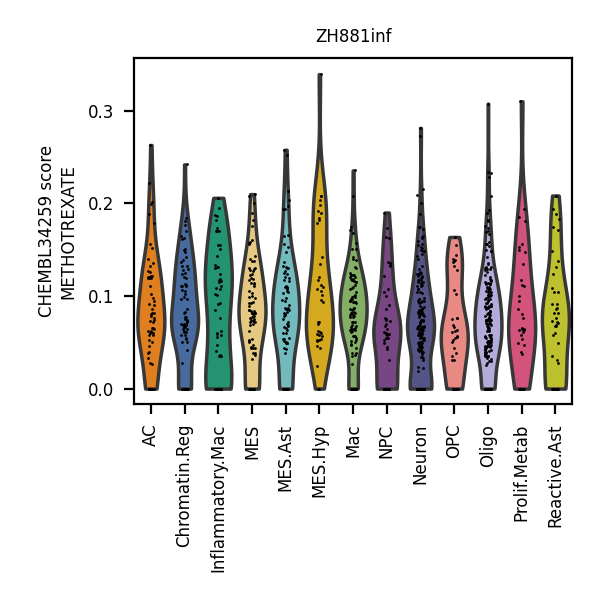 ZH881inf
CHEMBL34259 score
METHOTREXATE
0.3
0.2
0.1
0.0
AC
Chromatin.Reg
Inflammatory.Mac
MES
MES.Ast
MES.Hyp
Mac
NPC
Neuron
OPC
Oligo
Prolif.Metab
Reactive.Ast